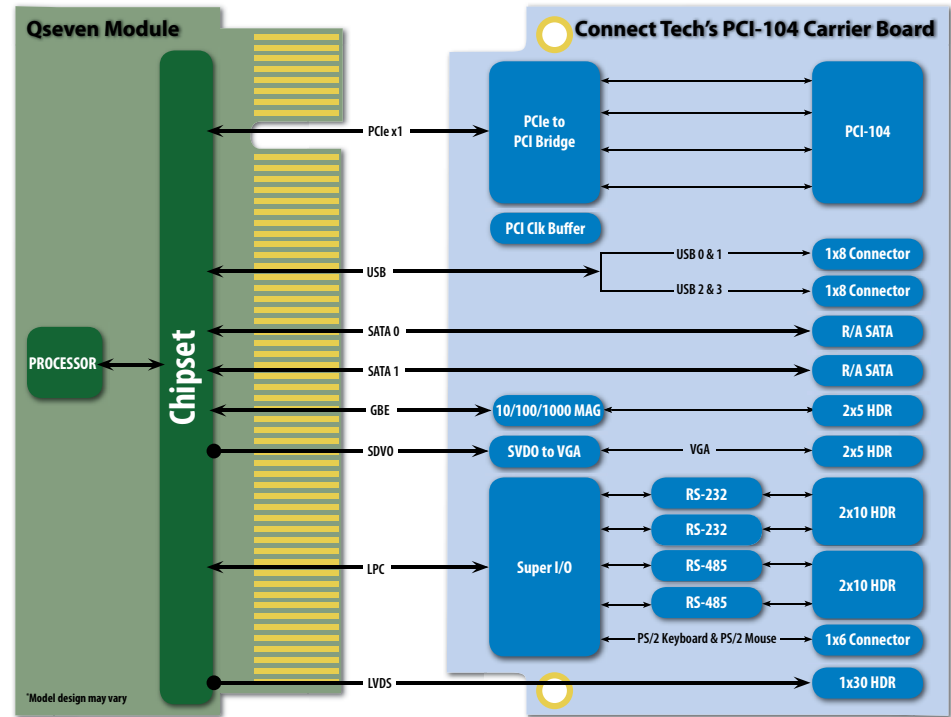 Qseven Module
Connect Tech's PCI-104 Carrier Board
PCIe x1
PCIe to
PCI Bridge
PCI-104
PCI Clk Buffer
USB
USB 0 & 1
1x8 Connector
USB 2 & 3
1x8 Connector
PROCESSOR
Chipset
SATA 0
R/A SATA
SATA 1
R/A SATA
GBE
10/100/1000 MAG
2x5 HDR
SDVO
SVDO to VGA
VGA
2x5 HDR
LPC
Super I/O
RS-232
RS-232
2x10 HDR
RS-485
RS-485
2x10 HDR
PS/2 Keyboard & PS/2 Mouse
1x6 Connector
LVDS
1x30 HDR
*Model design may vary